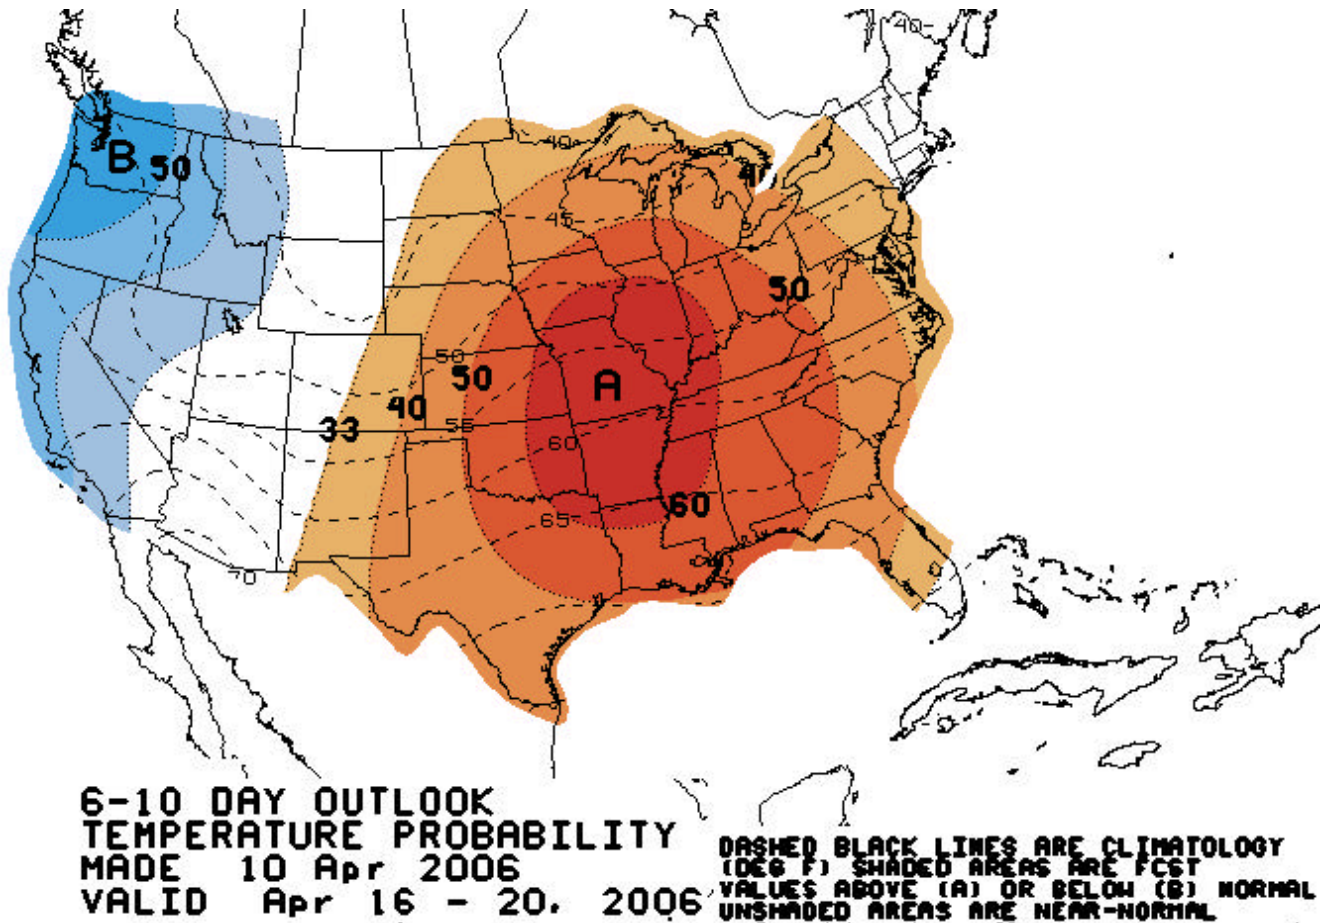 40
B 50
40
40
45
50
50
50
A
40
55
33
60
60
65
70
6-10 DAY OUTLOOK
TEMPERATURE PROBABILITY
MADE 10 Apr 2006
VALID Apr 16 - 20, 2006
DASHED BLACK LINES ARE CLIMATOLOGY
(DEG F) SHADED AREAS ARE FCST
VALUES ABOVE (A) OR BELOW (B) NORMAL
UNSHADED AREAS ARE NEAR-NORMAL